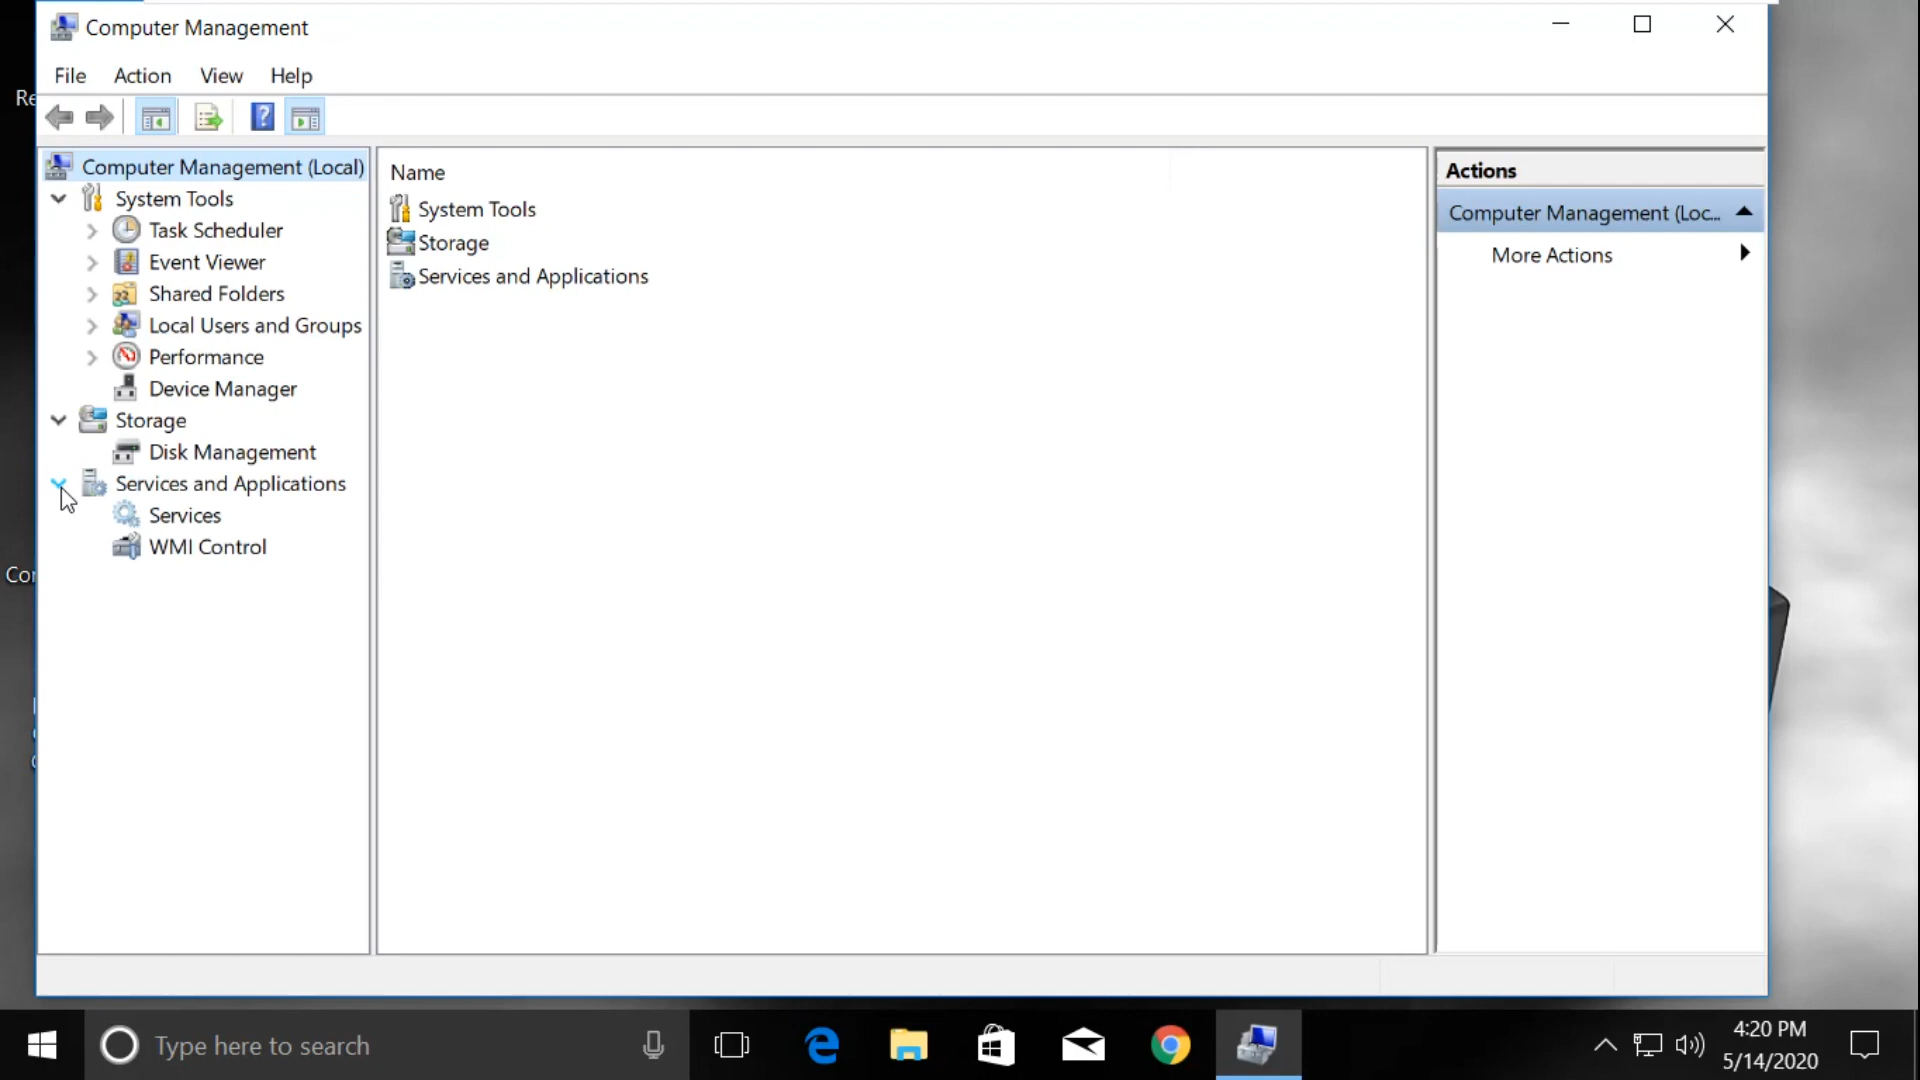 Computer Management
File Action View Help
Computer Management (Local)
System Tools
Task Scheduler
Event Viewer
Shared Folders
Local Users and Groups
Performance
Device Manager
Storage
Disk Management
Services and Applications
Services
WMI Control
Name
System Tools
Storage
Services and Applications
Actions
Computer Management (Loc...
More Actions
Re
Cor
Type here to search
4:20 PM
5/14/2020